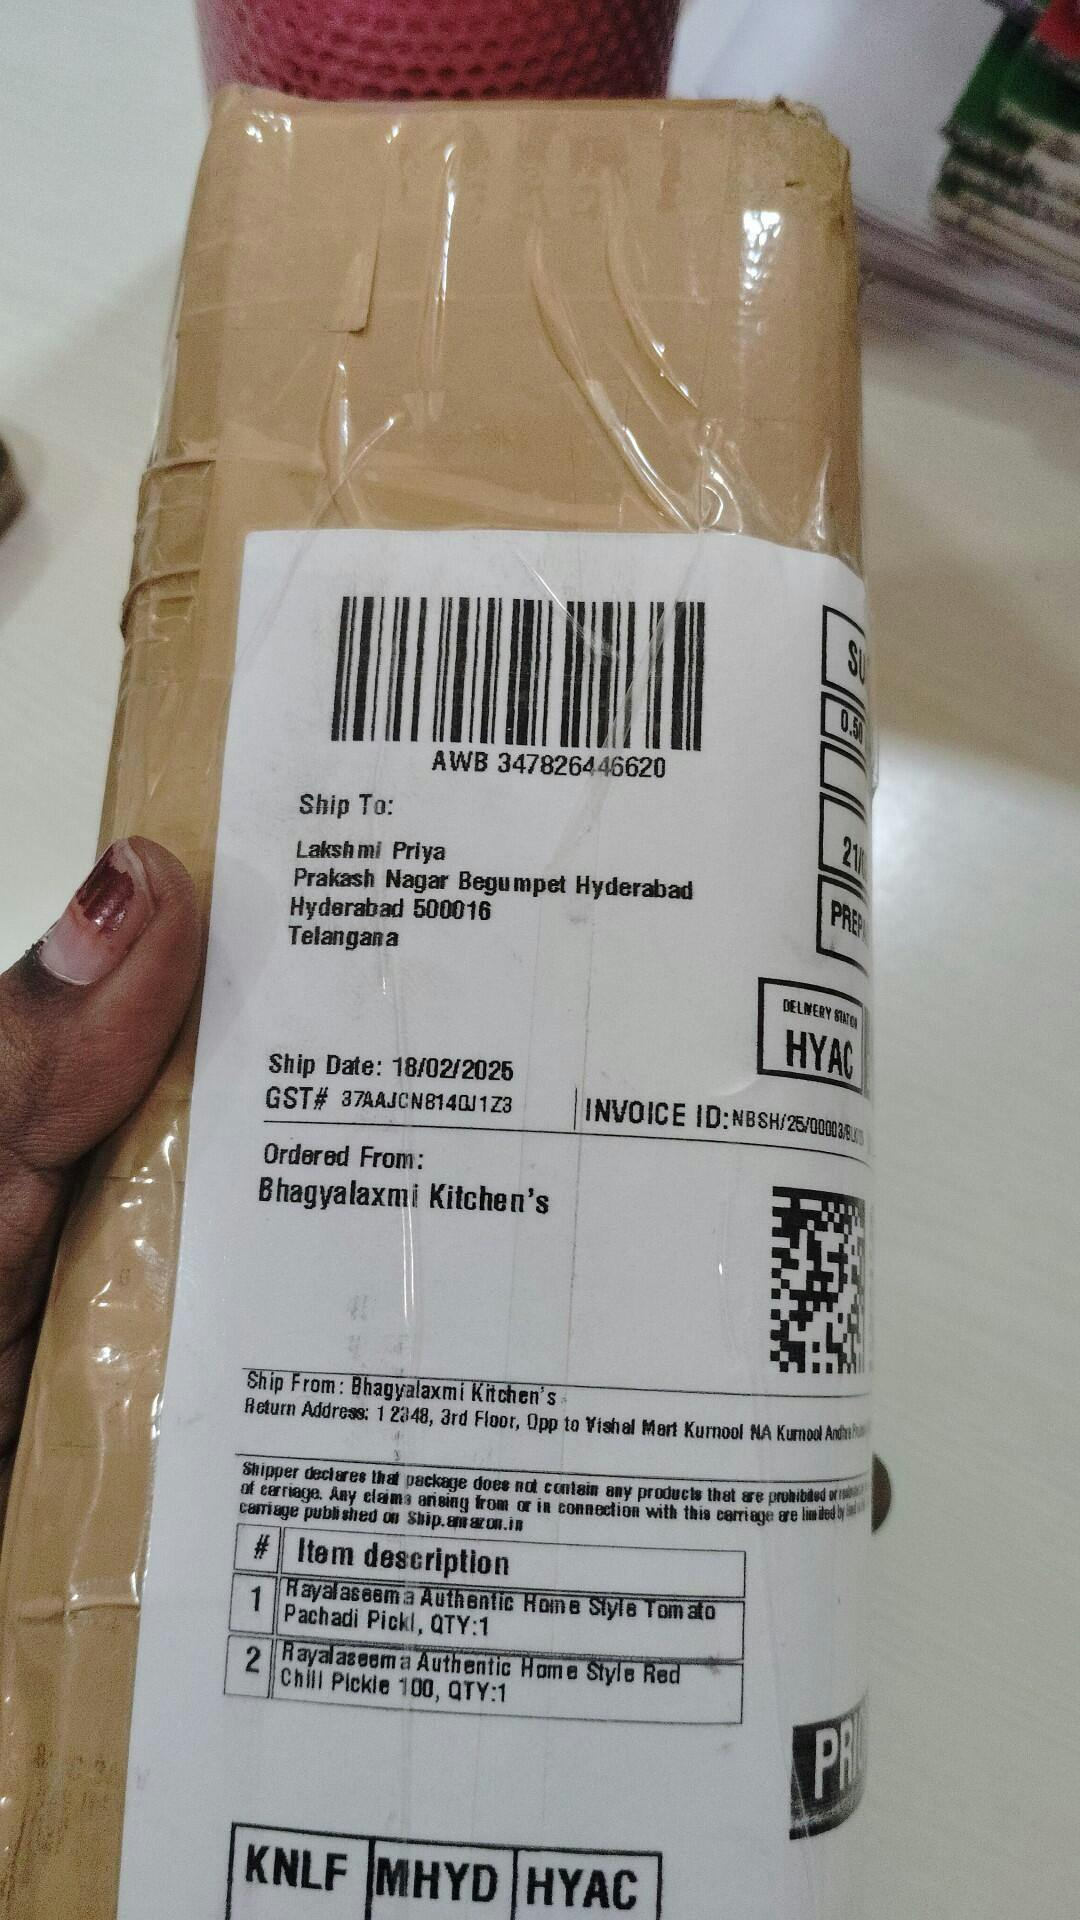 AWB 347826446620
Ship To:
Lakshmi Priya
Prakash Nagar Begumpet Hyderabad
Hyderabad 500016
Telangana
0.50
DELIVERY STATION
HYAC
Ship Date: 18/02/2025
GST# 37AAJCN8140J1Z3
INVOICE ID:
Ordered From:
Bhagyalaxmi Kitchen's
Ship From: Bhagyalaxmi Kitchen's
Return Address: 1 2348, 3rd Floor, Opp to Vishal Mart Kurnool NA Kurnool
Shipper declares that package does not contain any products that are prohibited or
of carriage. Any claims arising from or in connection with this carriage are limited by
carriage published on Ship.amazon.in
# Item description
1 Rayalaseema Authentic Home Style Tomato
Pachadi Pickl, QTY:1
2 Rayalaseema Authentic Home Style Red
Chili Pickle 100, QTY:1
KNLF MHYD HYAC